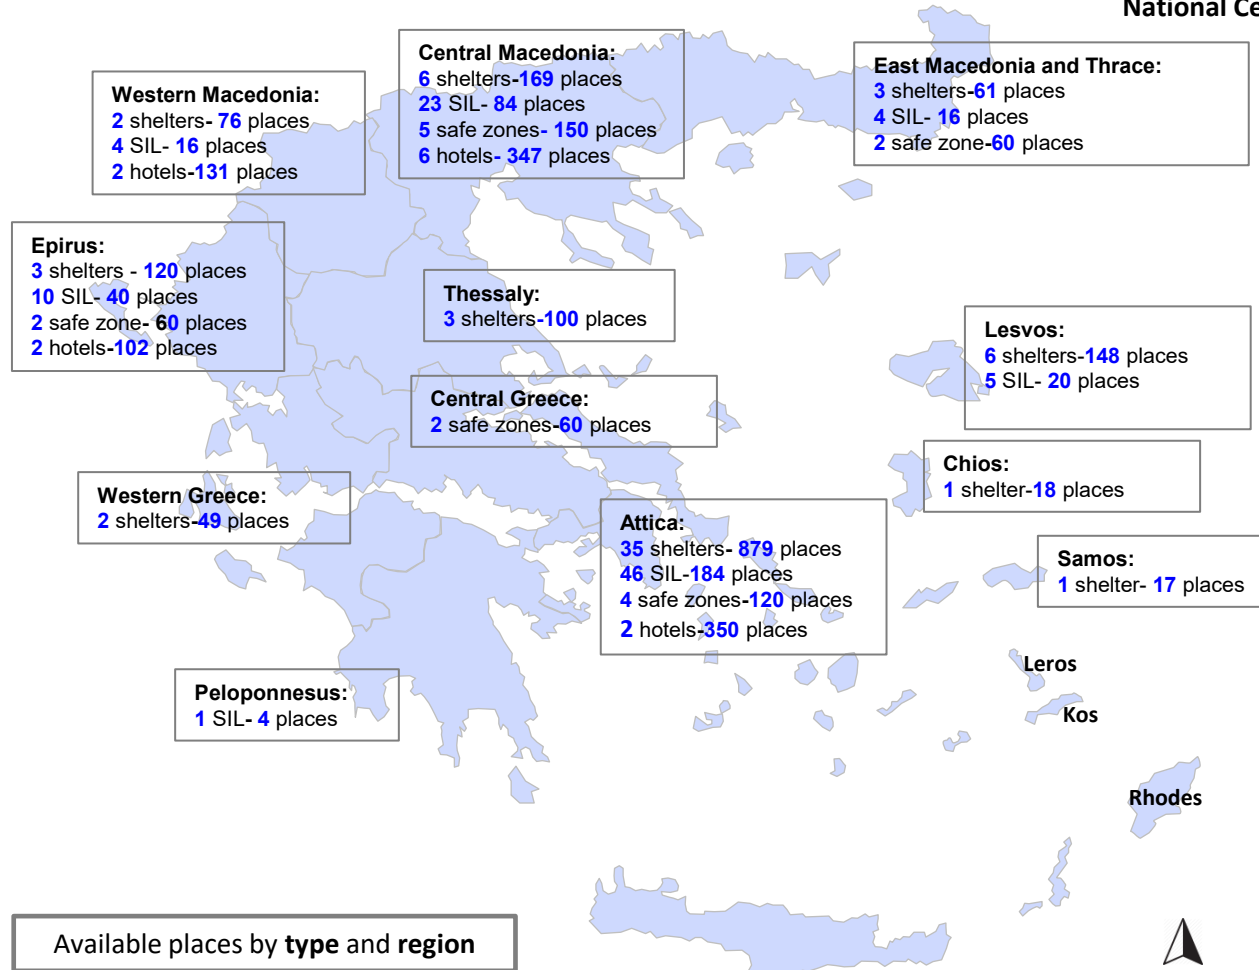 National Ce
Central Macedonia:
6 shelters-169 places
23 SIL- 84 places
5 safe zones- 150 places
6 hotels- 347 places
East Macedonia and Thrace:
3 shelters-61 places
4 SIL- 16 places
2 safe zone-60 places
Western Macedonia:
2 shelters- 76 places
4 SIL- 16 places
2 hotels-131 places
Epirus:
3 shelters - 120 places
10 SIL- 40 places
2 safe zone- 60 places
2 hotels-102 places
Thessaly:
3 shelters-100 places
Lesvos:
6 shelters-148 places
5 SIL- 20 places
Central Greece:
2 safe zones-60 places
Chios:
1 shelter-18 places
Western Greece:
2 shelters-49 places
Attica:
35 shelters- 879 places
46 SIL-184 places
4 safe zones-120 places
2 hotels-350 places
Samos:
1 shelter- 17 places
Leros
Kos
Peloponnesus:
1 SIL- 4 places
Rhodes
Available places by type and region